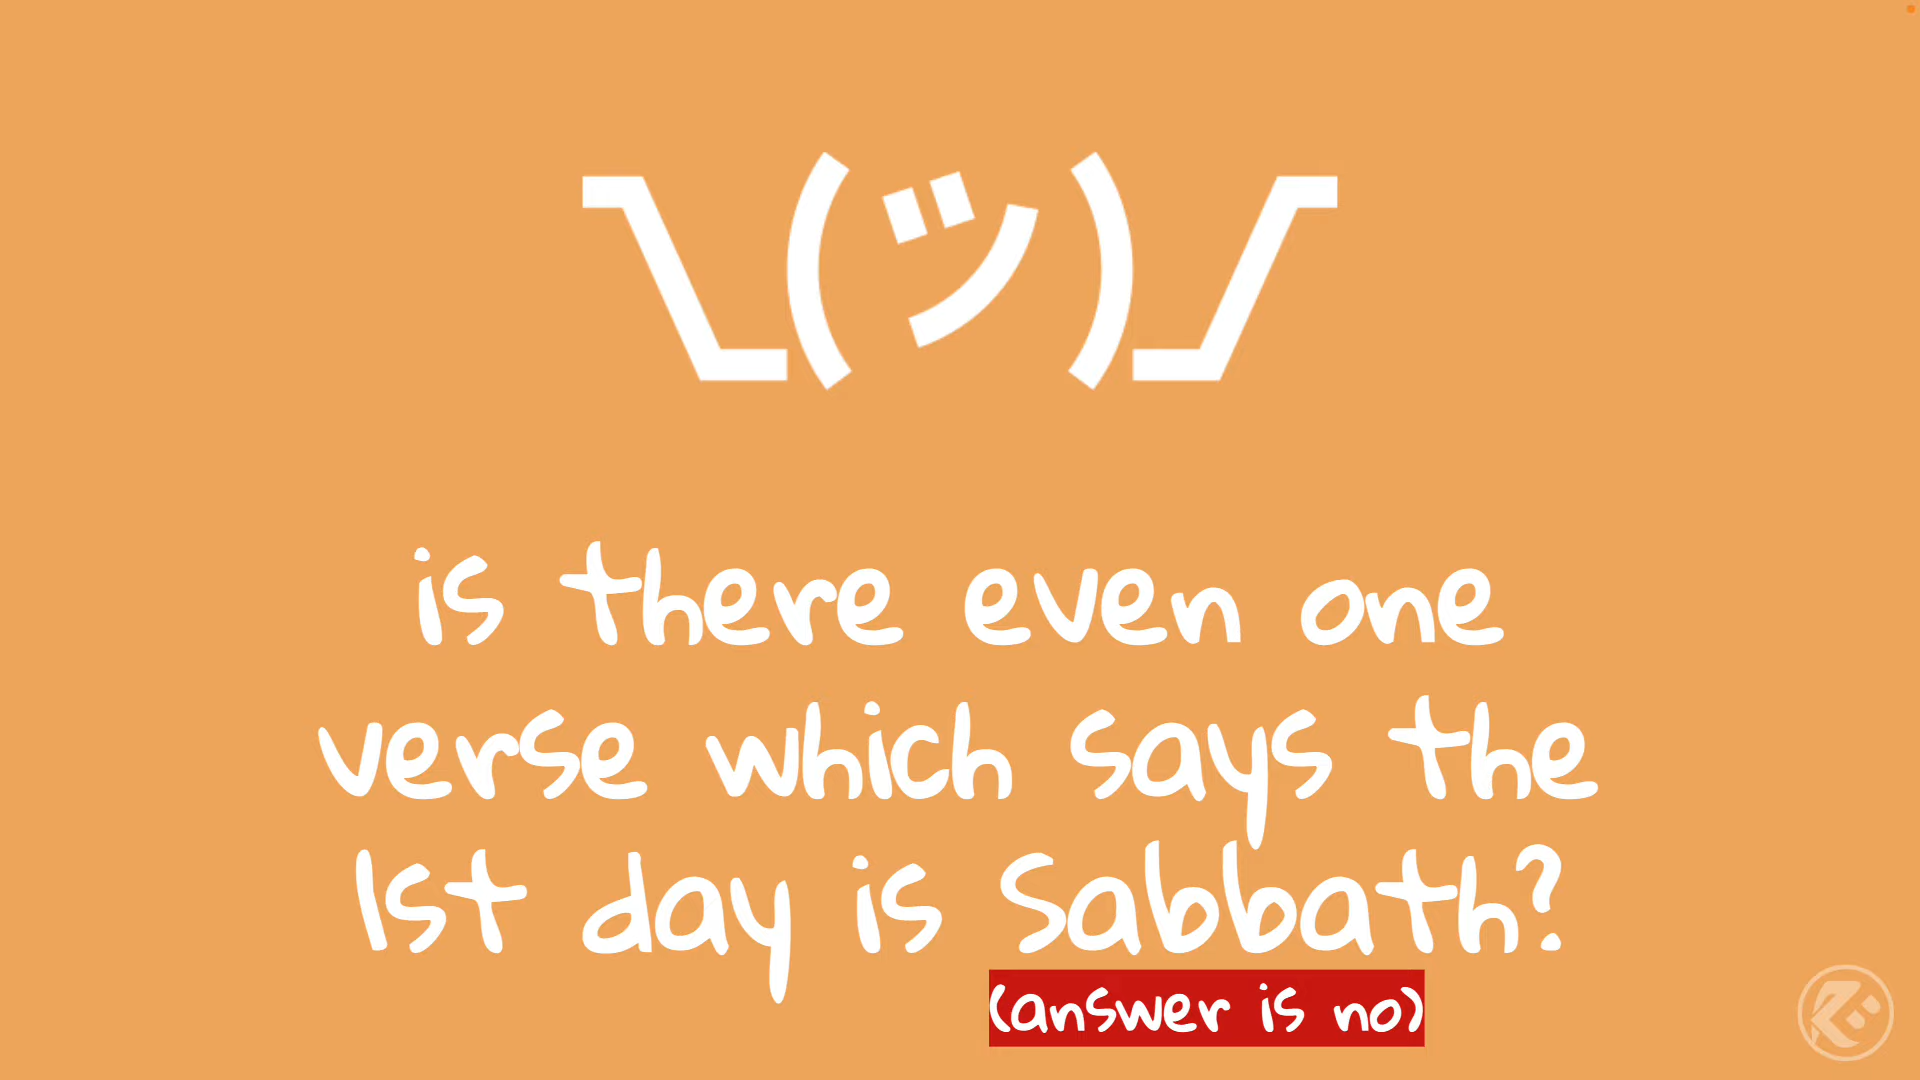 ¯\_(ツ)_/¯
is there even one
verse which says the
1st day is Sabbath?
(answer is no)